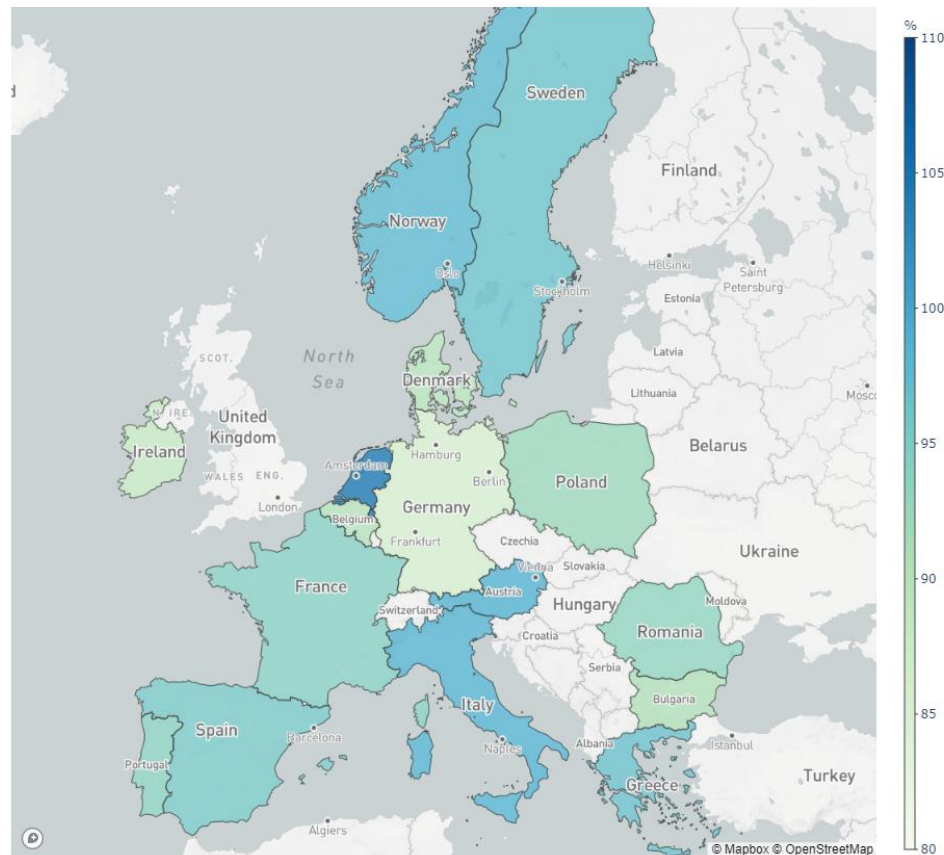 %
110
105
100
95
90
85
80
d
Sweden
Finland
Norway
Oslo
Helsinki
Saint
Petersburg
Stockholm
Estonia
SCOT.
North
Sea
Latvia
Denmark
Lithuania
Mosco
N. IRE.
Ireland
United
Kingdom
Hamburg
Belarus
WALES ENG.
Amsterdam
Berlin
Poland
London
Belgium
Germany
Frankfurt
Czechia
Ukraine
Slovakia
Vienna
France
Austria
Switzerland
Hungary
Moldova
Croatia
Romania
Serbia
Italy
Bulgaria
Spain
Barcelona
Naples
Albania
Istanbul
Portugal
Greece
Turkey
Algiers
© Mapbox © OpenStreetMap